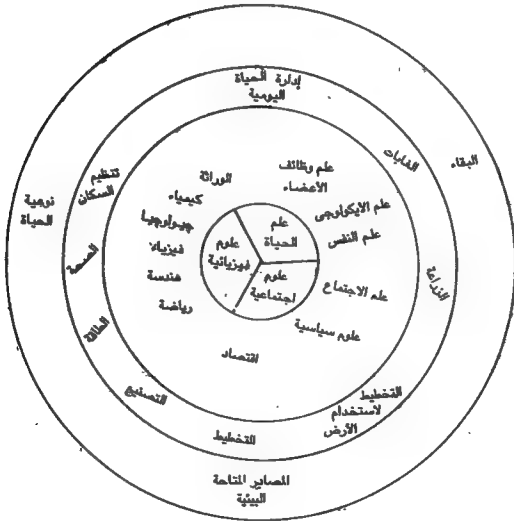 إدارة الحياة
اليومية
الغابات
البقاء
تنظيم
السكان
نوعية
الحياة
الوراثة
علم وظائف
الأعضاء
كيمياء
علم الايكولوجى
جيولوجيا
علم النفس
علم
الحياة
علوم
فيزيائية
فيزياء
الصحة
علوم
اجتماعية
هندسة
علم الاجتماع
الزراعة
رياضة
علوم سياسية
الطاقة
اقتصاد
التصنيع
التخطيط
لاستخدام
الأرض
التخطيط
المصاير المتاحة
البيئية